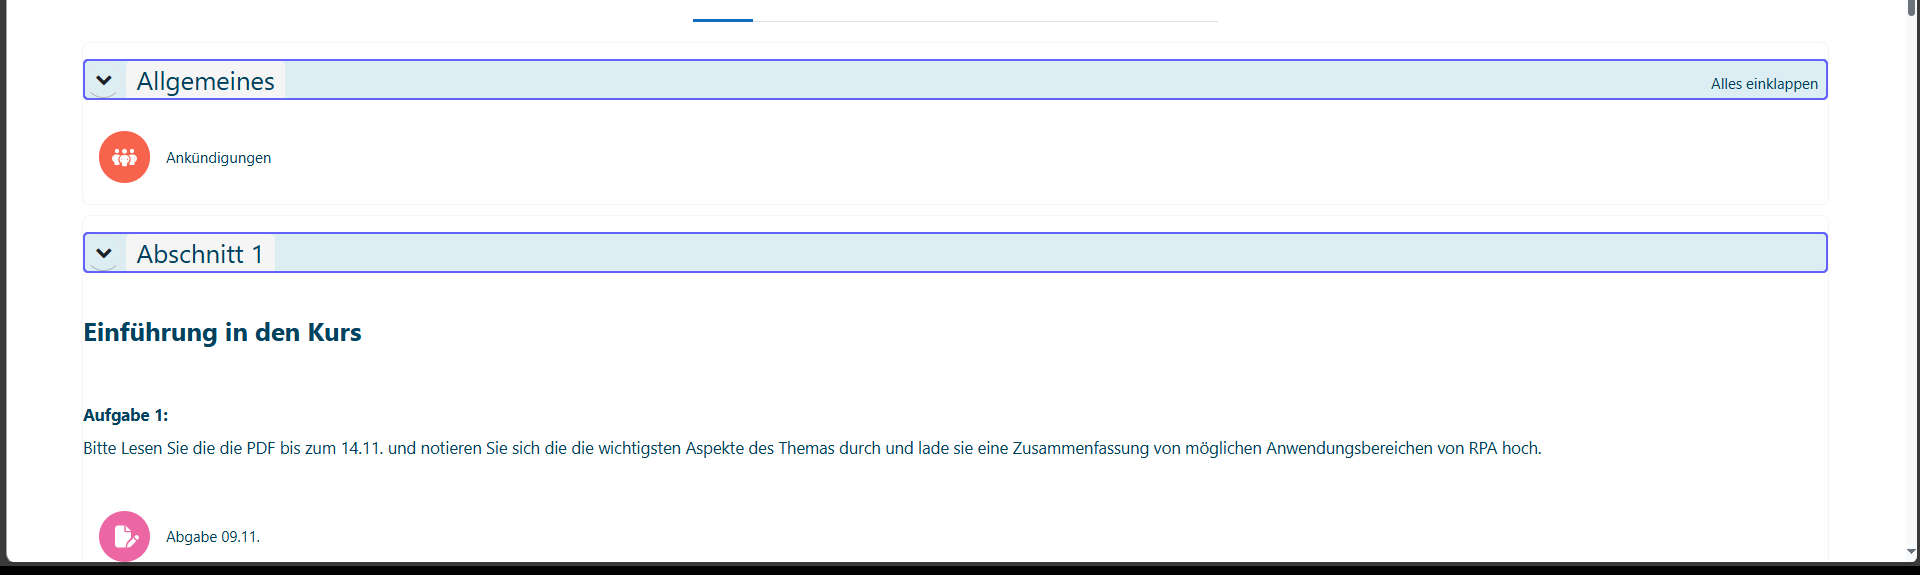 Allgemeines
Alles einklappen
Ankündigungen
Abschnitt 1
Einführung in den Kurs
Aufgabe 1:
Bitte Lesen Sie die die PDF bis zum 14.11. und notieren Sie sich die die wichtigsten Aspekte des Themas durch und lade sie eine Zusammenfassung von möglichen Anwendungsbereichen von RPA hoch.
Abgabe 09.11.